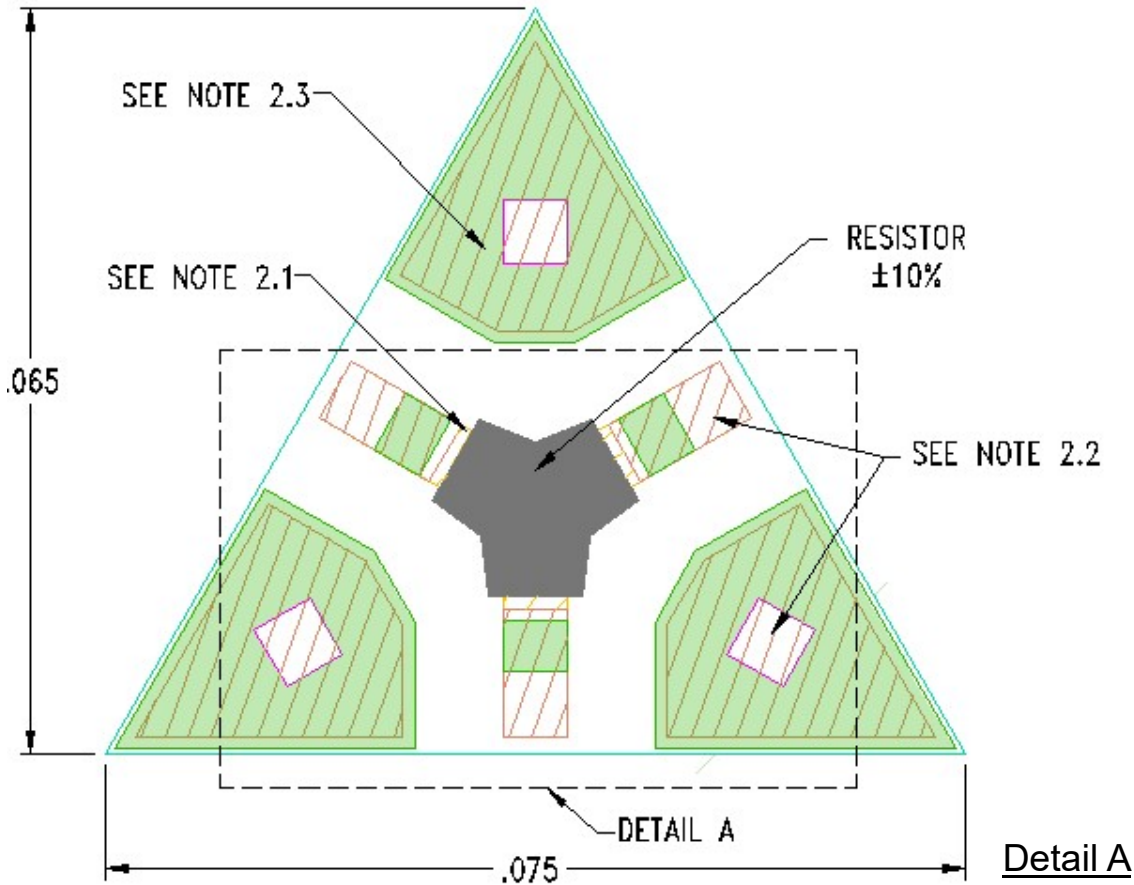 SEE NOTE 2.3
RESISTOR
±10%
SEE NOTE 2.1
.065
SEE NOTE 2.2
DETAIL A
.075
Detail A